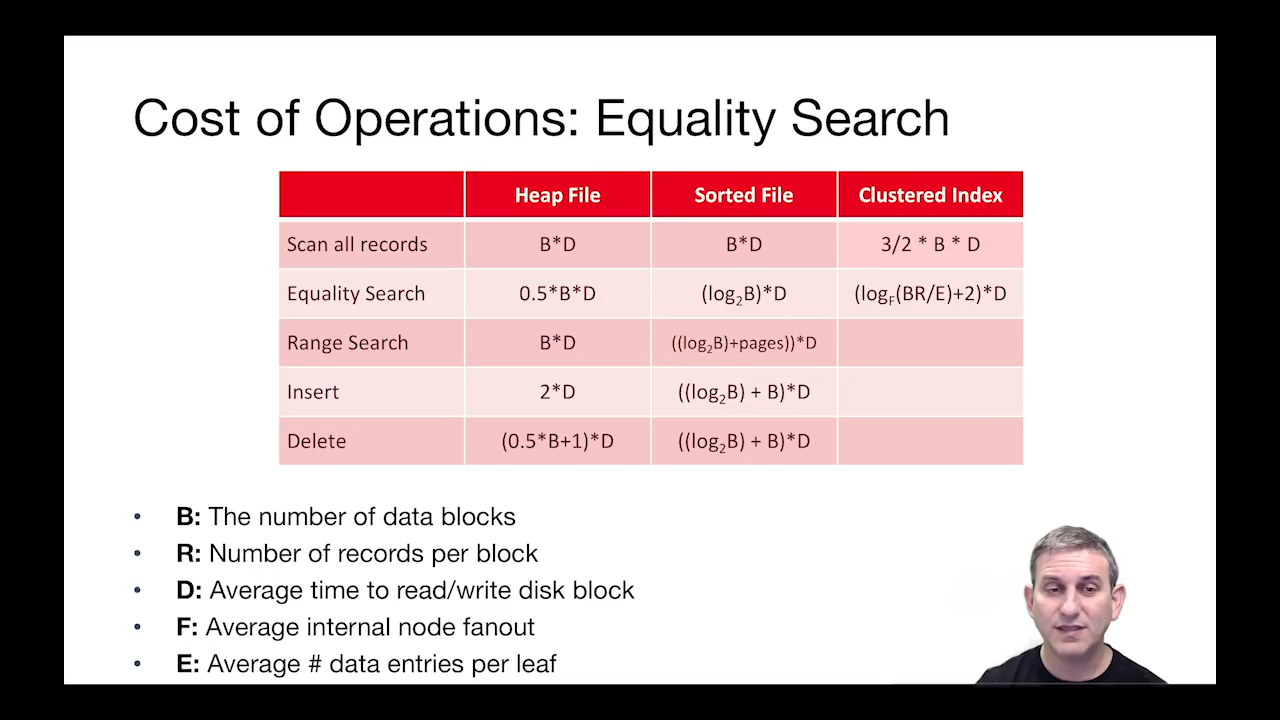 Cost of Operations: Equality Search
Heap File Sorted File Clustered Index
Scan all records B*D B*D 3/2 * B * D
Equality Search 0.5*B*D (log₂B)*D (logF(BR/E)+2)*D
Range Search B*D ((log₂B)+pages))*D
Insert 2*D ((log₂B) + B)*D
Delete (0.5*B+1)*D ((log₂B) + B)*D
• B: The number of data blocks
• R: Number of records per block
• D: Average time to read/write disk block
• F: Average internal node fanout
• E: Average # data entries per leaf